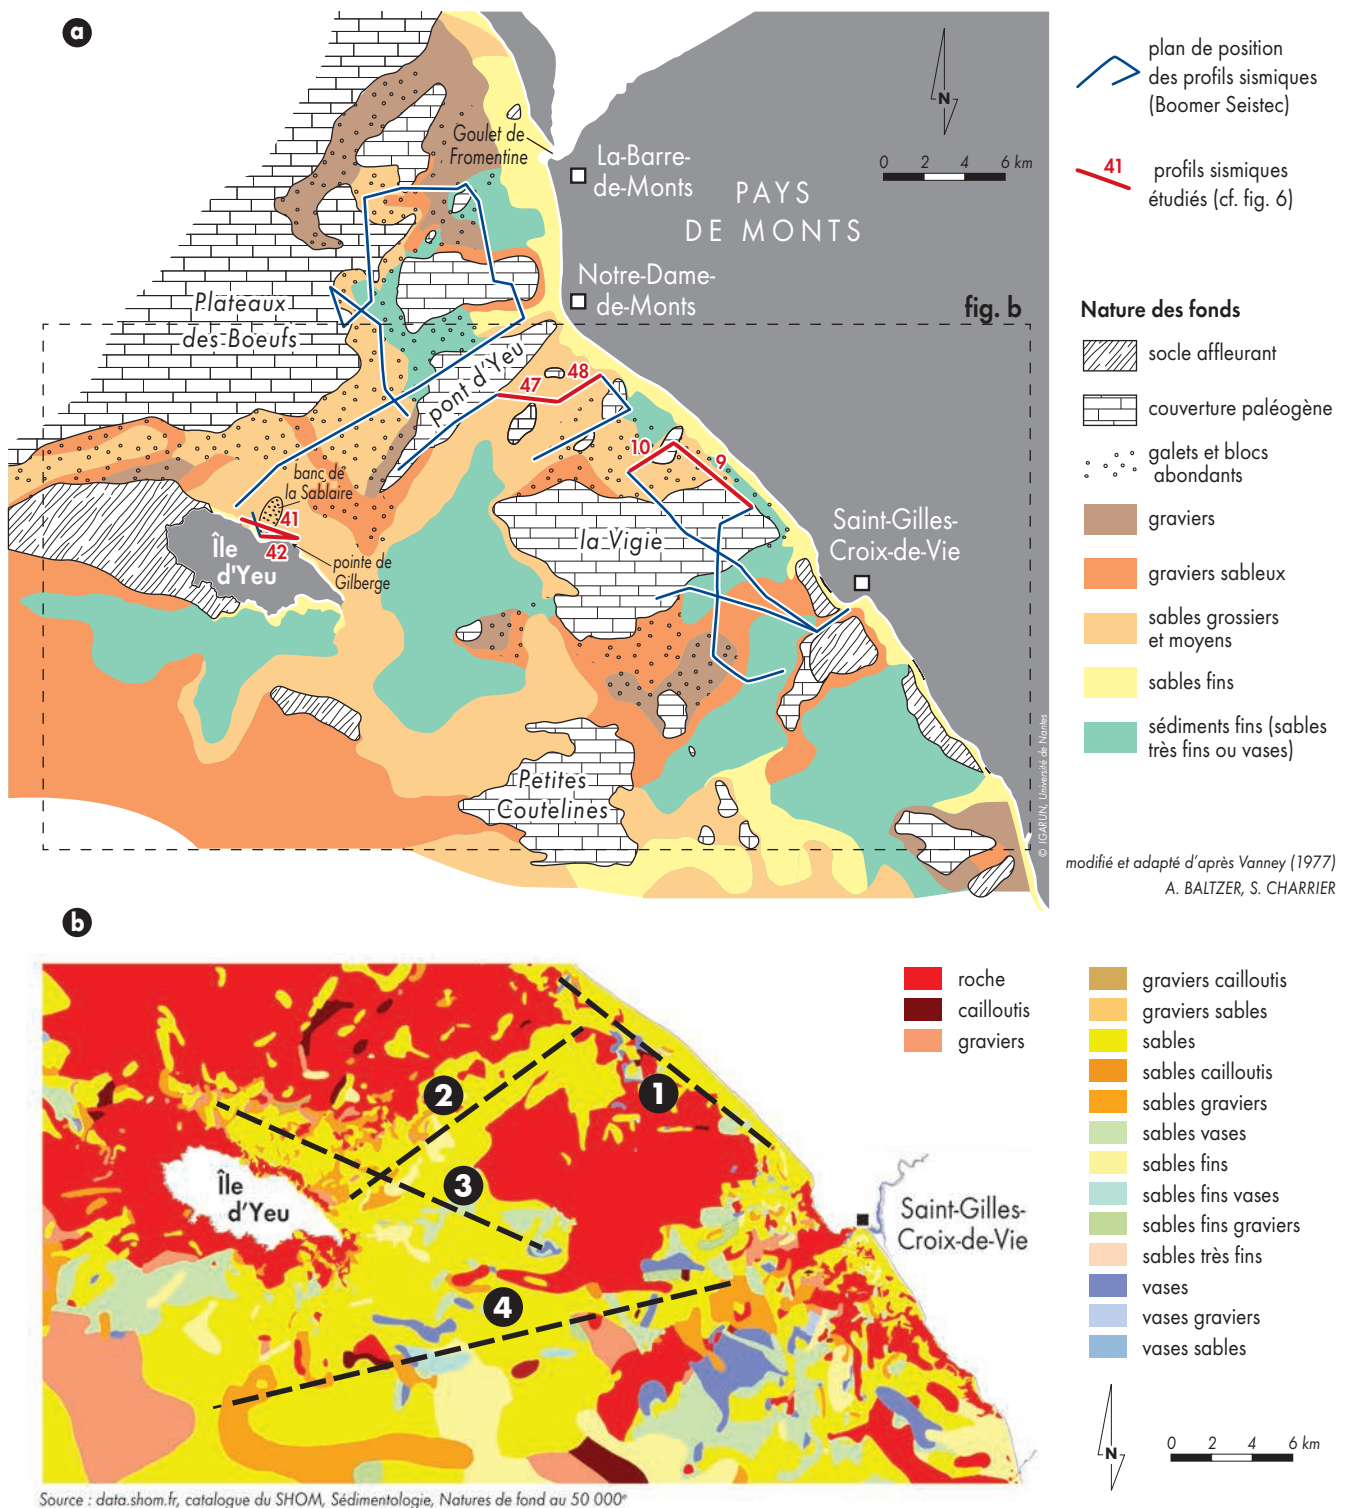 a
Goulet de
Fromentine
La-Barre-
de-Monts
PAYS
DE MONTS
N
0 2 4 6 km
Notre-Dame-
de-Monts
fig. b
Plateaux
des-Boeufs
pont d'Yeu
47
48
10
9
banc de
la Sablaire
41
42
Île
d'Yeu
pointe de
Gilberge
la Vigie
Saint-Gilles-
Croix-de-Vie
Petites
Coutelines
© IGARUN, Université de Nantes
plan de position
des profils sismiques
(Boomer Seistec)
41
profils sismiques
étudiés (cf. fig. 6)
Nature des fonds
socle affleurant
couverture paléogène
galets et blocs
abondants
graviers
graviers sableux
sables grossiers
et moyens
sables fins
sédiments fins (sables
très fins ou vases)
modifié et adapté d'après Vanney (1977)
A. BALTZER, S. CHARRIER
b
1
2
3
4
Île
d'Yeu
Saint-Gilles-
Croix-de-Vie
roche
cailloutis
graviers
graviers cailloutis
graviers sables
sables
sables cailloutis
sables graviers
sables vases
sables fins
sables fins vases
sables fins graviers
sables très fins
vases
vases graviers
vases sables
N
0 2 4 6 km
Source : data.shom.fr, catalogue du SHOM, Sédimentologie, Natures de fond au 50 000e